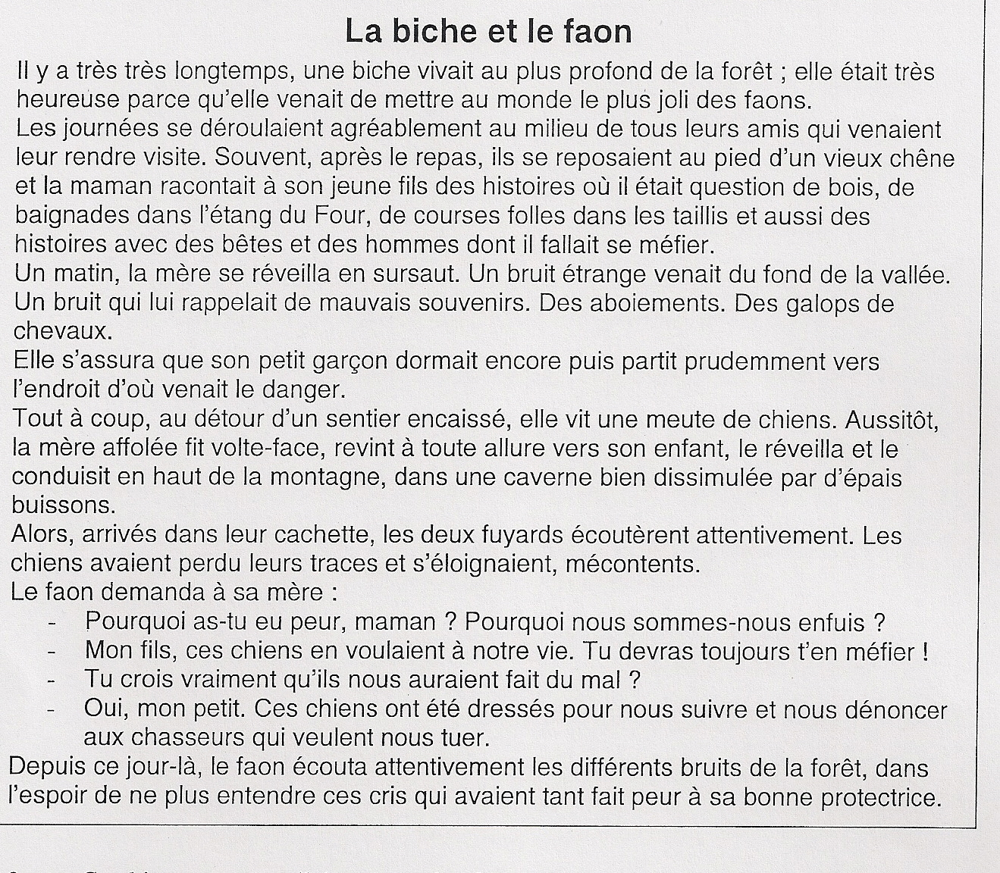 La biche et le faon
Il y a très très longtemps, une biche vivait au plus profond de la forêt ; elle était très
heureuse parce qu'elle venait de mettre au monde le plus joli des faons.
Les journées se déroulaient agréablement au milieu de tous leurs amis qui venaient
leur rendre visite. Souvent, après le repas, ils se reposaient au pied d'un vieux chêne
et la maman racontait à son jeune fils des histoires où il était question de bois, de
baignades dans l'étang du Four, de courses folles dans les taillis et aussi des
histoires avec des bêtes et des hommes dont il fallait se méfier.
Un matin, la mère se réveilla en sursaut. Un bruit étrange venait du fond de la vallée.
Un bruit qui lui rappelait de mauvais souvenirs. Des aboiements. Des galops de
chevaux.
Elle s'assura que son petit garçon dormait encore puis partit prudemment vers
l'endroit d'où venait le danger.
Tout à coup, au détour d'un sentier encaissé, elle vit une meute de chiens. Aussitôt,
la mère affolée fit volte-face, revint à toute allure vers son enfant, le réveilla et le
conduisit en haut de la montagne, dans une caverne bien dissimulée par d'épais
buissons.
Alors, arrivés dans leur cachette, les deux fuyards écoutèrent attentivement. Les
chiens avaient perdu leurs traces et s'éloignaient, mécontents.
Le faon demanda à sa mère :
- Pourquoi as-tu eu peur, maman ? Pourquoi nous sommes-nous enfuis ?
- Mon fils, ces chiens en voulaient à notre vie. Tu devras toujours t'en méfier !
- Tu crois vraiment qu'ils nous auraient fait du mal ?
- Oui, mon petit. Ces chiens ont été dressés pour nous suivre et nous dénoncer
aux chasseurs qui veulent nous tuer.
Depuis ce jour-là, le faon écouta attentivement les différents bruits de la forêt, dans
l'espoir de ne plus entendre ces cris qui avaient tant fait peur à sa bonne protectrice.